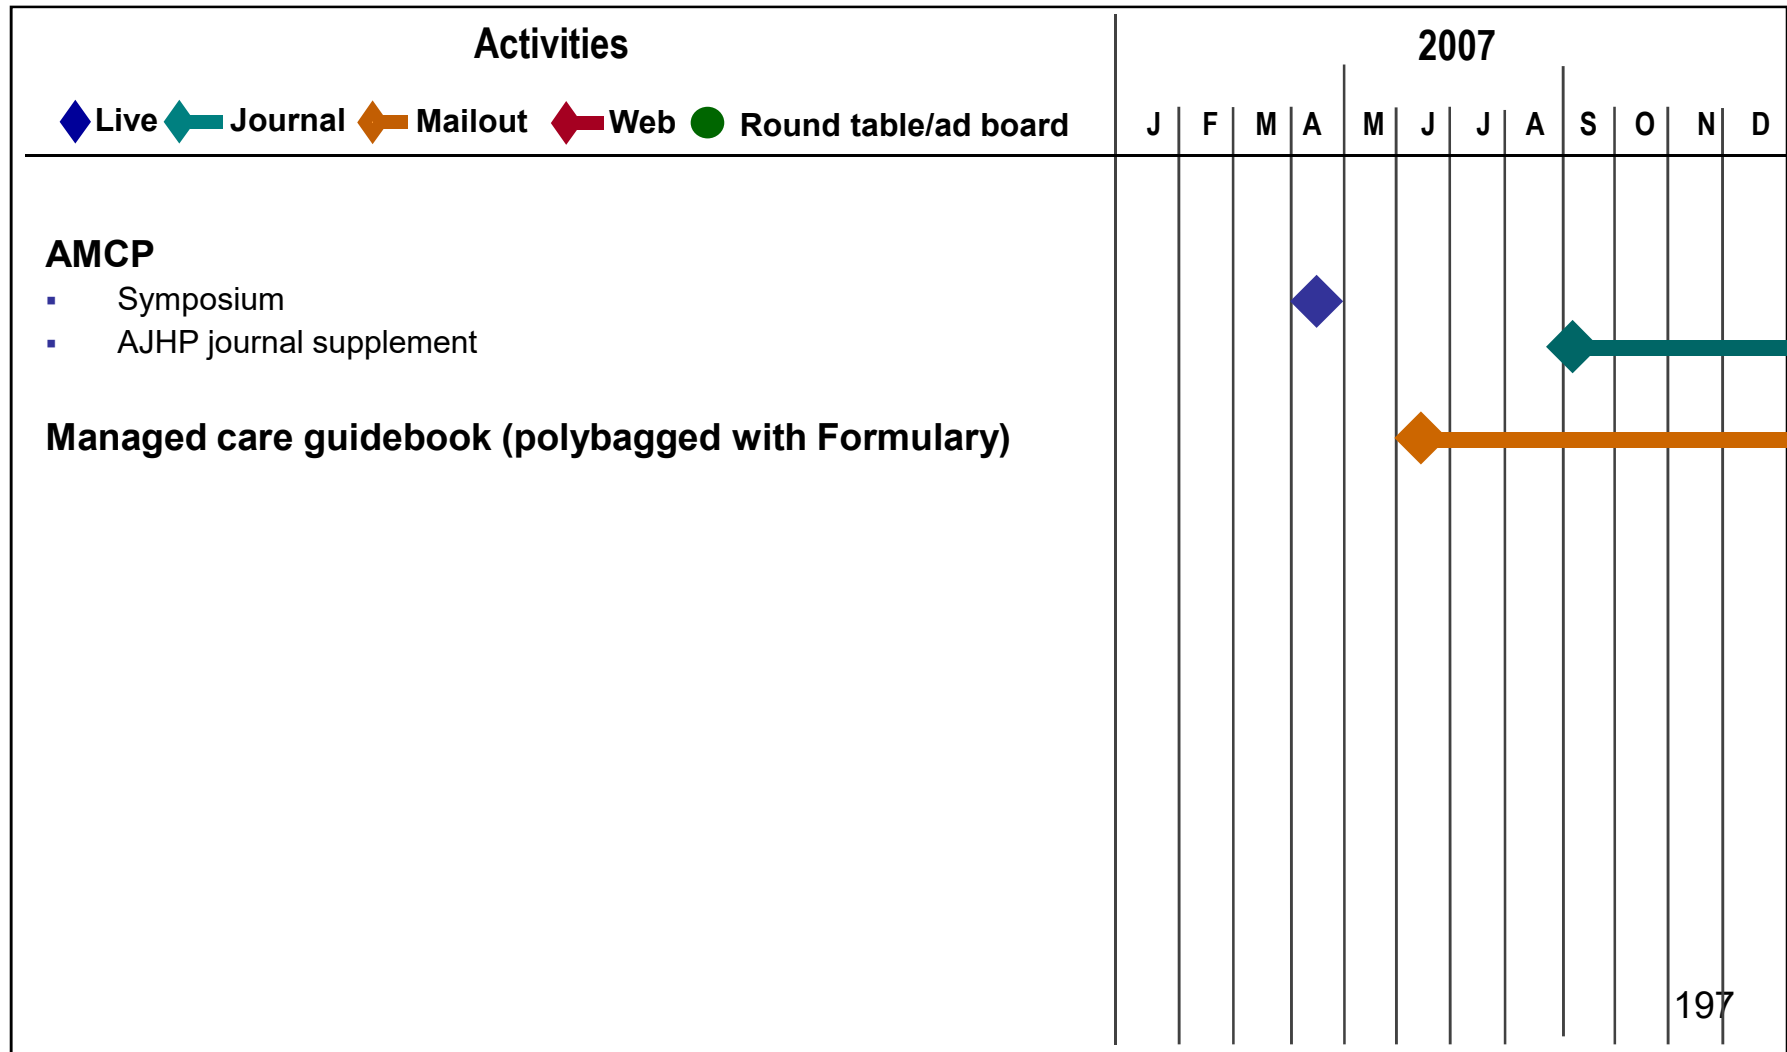 Activities
2007
Live Journal Mailout Web Round table/ad board
J F M A M J J A S O N D
AMCP
▪ Symposium
▪ AJHP journal supplement
Managed care guidebook (polybagged with Formulary)
197